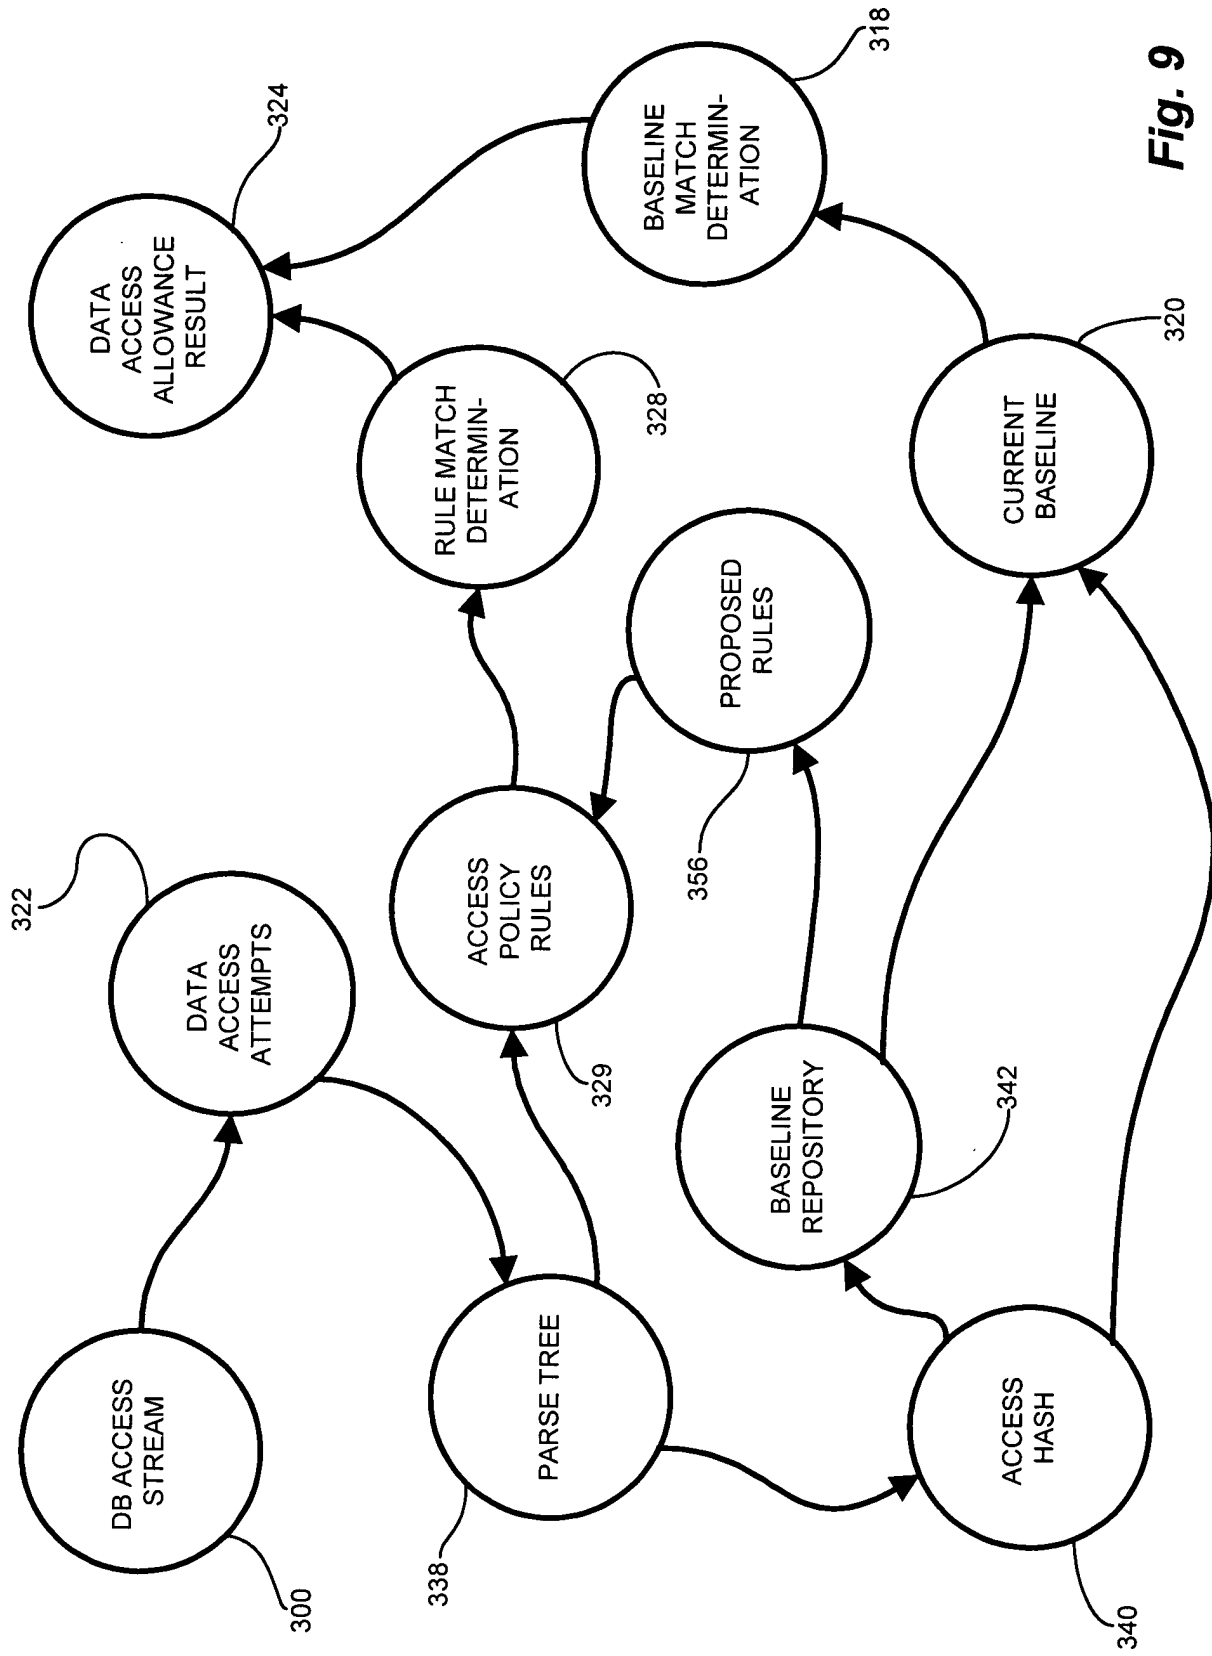 DB ACCESS
STREAM
300
DATA
ACCESS
ATTEMPTS
322
DATA
ACCESS
ALLOWANCE
RESULT
324
PARSE TREE
338
ACCESS
POLICY
RULES
329
RULE MATCH
DETERMIN-
ATION
328
BASELINE
MATCH
DETERMIN-
ATION
318
BASELINE
REPOSITORY
342
PROPOSED
RULES
356
ACCESS
HASH
340
CURRENT
BASELINE
320
Fig. 9